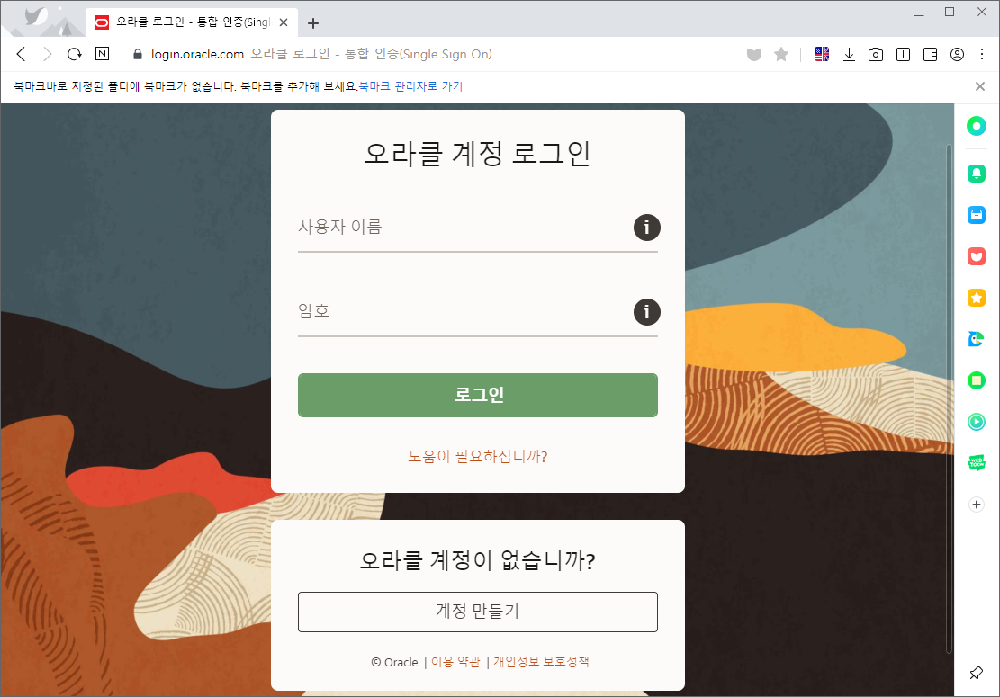 오라클 로그인 - 통합 인증(Singl
N
login.oracle.com 오라클 로그인 - 통합 인증(Single Sign On)
북마크바로 지정된 폴더에 북마크가 없습니다. 북마크를 추가해 보세요.북마크 관리자로 가기
오라클 계정 로그인
사용자 이름
i
암호
i
로그인
도움이 필요하십니까?
WEB
TOON
오라클 계정이 없습니까?
계정 만들기
© Oracle | 이용 약관 | 개인정보 보호정책